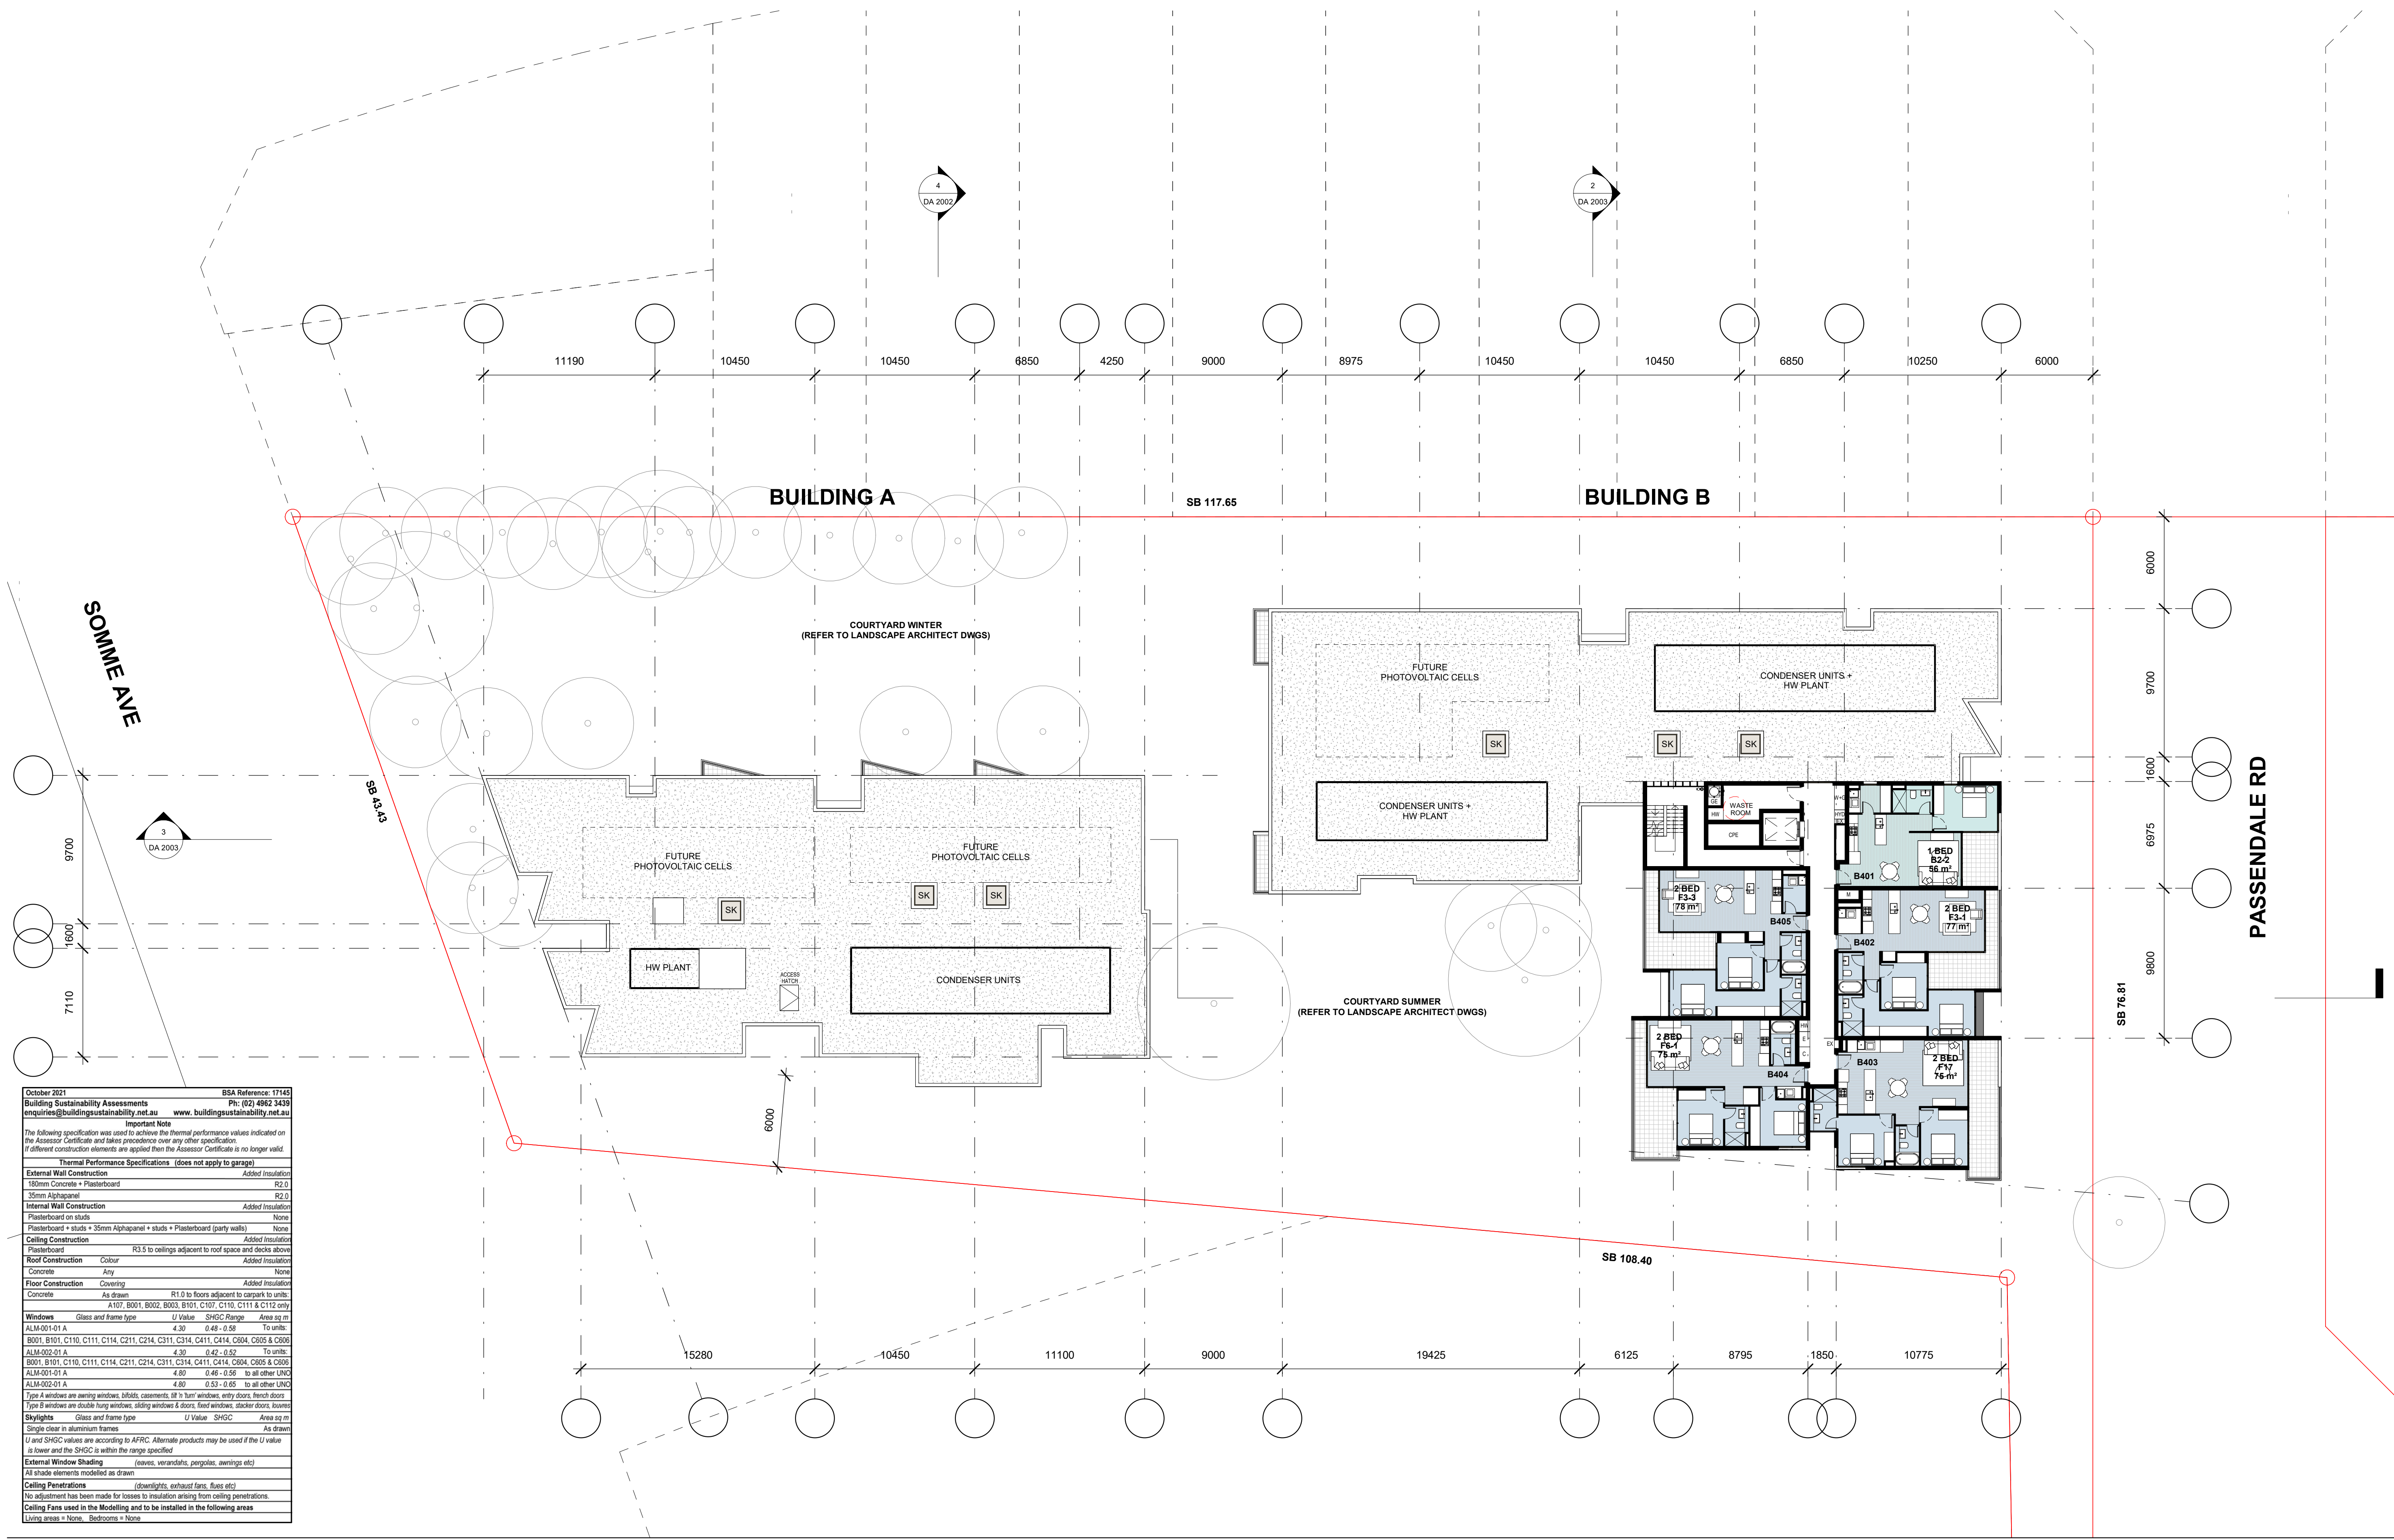 4
DA 2002
2
DA 2003
11190
10450
10450
6850
4250
9000
8975
10450
10450
6850
10250
6000
BUILDING A
SB 117.65
BUILDING B
6000
9700
1600
6975
9800
SOMME AVE
SB 43.43
PASSENDALE RD
SB 76.81
COURTYARD WINTER
(REFER TO LANDSCAPE ARCHITECT DWGS)
FUTURE
PHOTOVOLTAIC CELLS
CONDENSER UNITS +
HW PLANT
SK
SK
SK
CONDENSER UNITS +
HW PLANT
3
DA 2003
9700
1600
7110
FUTURE
PHOTOVOLTAIC CELLS
FUTURE
PHOTOVOLTAIC CELLS
SK
SK
SK
HW PLANT
ACCESS
HATCH
CONDENSER UNITS
COURTYARD SUMMER
(REFER TO LANDSCAPE ARCHITECT DWGS)
GE
HW
WASTE
ROOM
CPE
HYD
1 BED
B2-2
56 m²
B401
M
2 BED
F3-3
78 m²
B405
2 BED
F3-1
77 m²
B402
2 BED
F6-1
75 m²
B404
HW
E
C
EX
B403
2 BED
F17
75 m²
6000
SB 108.40
15280
10450
11100
9000
19425
6125
8795
1850
10775
October 2021 BSA Reference: 17145
Building Sustainability Assessments Ph: (02) 4962 3439
enquiries@buildingsustainability.net.au www. buildingsustainability.net.au
Important Note
The following specification was used to achieve the thermal performance values indicated on
the Assessor Certificate and takes precedence over any other specification.
If different construction elements are applied then the Assessor Certificate is no longer valid.
Thermal Performance Specifications (does not apply to garage)
External Wall Construction Added Insulation
180mm Concrete + Plasterboard R2.0
35mm Alphapanel R2.0
Internal Wall Construction Added Insulation
Plasterboard on studs None
Plasterboard + studs + 35mm Alphapanel + studs + Plasterboard (party walls) None
Ceiling Construction Added Insulation
Plasterboard R3.5 to ceilings adjacent to roof space and decks above
Roof Construction Colour Added Insulation
Concrete Any None
Floor Construction Covering Added Insulation
Concrete As drawn R1.0 to floors adjacent to carpark to units:
A107, B001, B002, B003, B101, C107, C110, C111 & C112 only
Windows Glass and frame type U Value SHGC Range Area sq m
ALM-001-01 A 4.30 0.48 - 0.58 To units:
B001, B101, C110, C111, C114, C211, C214, C311, C314, C411, C414, C604, C605 & C606
ALM-002-01 A 4.30 0.42 - 0.52 To units:
B001, B101, C110, C111, C114, C211, C214, C311, C314, C411, C414, C604, C605 & C606
ALM-001-01 A 4.80 0.46 - 0.56 to all other UNO
ALM-002-01 A 4.80 0.53 - 0.65 to all other UNO
Type A windows are awning windows, bifolds, casements, tilt 'n 'turn' windows, entry doors, french doors
Type B windows are double hung windows, sliding windows & doors, fixed windows, stacker doors, louvres
Skylights Glass and frame type U Value SHGC Area sq m
Single clear in aluminium frames As drawn
U and SHGC values are according to AFRC. Alternate products may be used if the U value
is lower and the SHGC is within the range specified
External Window Shading (eaves, verandahs, pergolas, awnings etc)
All shade elements modelled as drawn
Ceiling Penetrations (downlights, exhaust fans, flues etc)
No adjustment has been made for losses to insulation arising from ceiling penetrations.
Ceiling Fans used in the Modelling and to be installed in the following areas
Living areas = None, Bedrooms = None